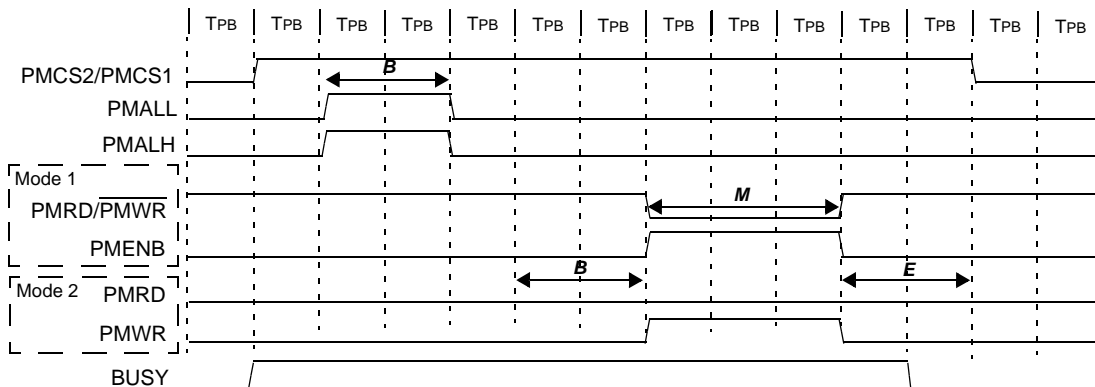 TPB TPB TPB TPB TPB TPB TPB TPB TPB TPB TPB TPB TPB TPB
PMCS2/PMCS1
B
PMALL
PMALH
Mode 1
PMRD/PMWR
M
PMENB
B
E
Mode 2
PMRD
PMWR
BUSY